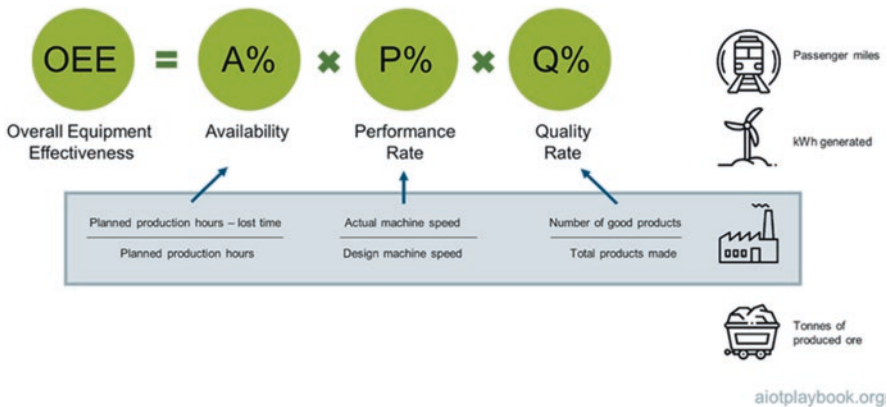 OEE = A% × P% × Q%
Overall Equipment
Effectiveness
Availability
Performance
Rate
Quality
Rate
Planned production hours – lost time
Planned production hours
Actual machine speed
Design machine speed
Number of good products
Total products made
Passenger miles
kWh generated
Tonnes of
produced ore
aiotplaybook.org